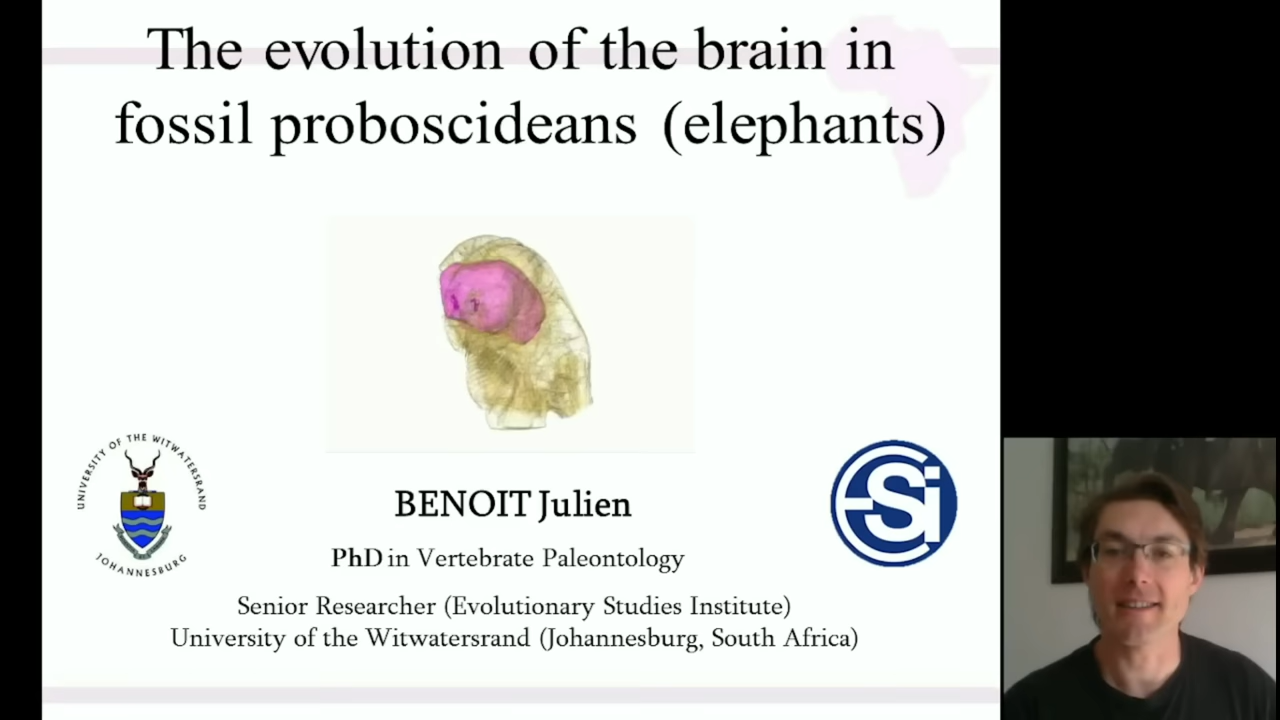 The evolution of the brain in
fossil proboscideans (elephants)
UNIVERSITY OF THE WITWATERSRAND
JOHANNESBURG
ESi
BENOIT Julien
PhD in Vertebrate Paleontology
Senior Researcher (Evolutionary Studies Institute)
University of the Witwatersrand (Johannesburg, South Africa)